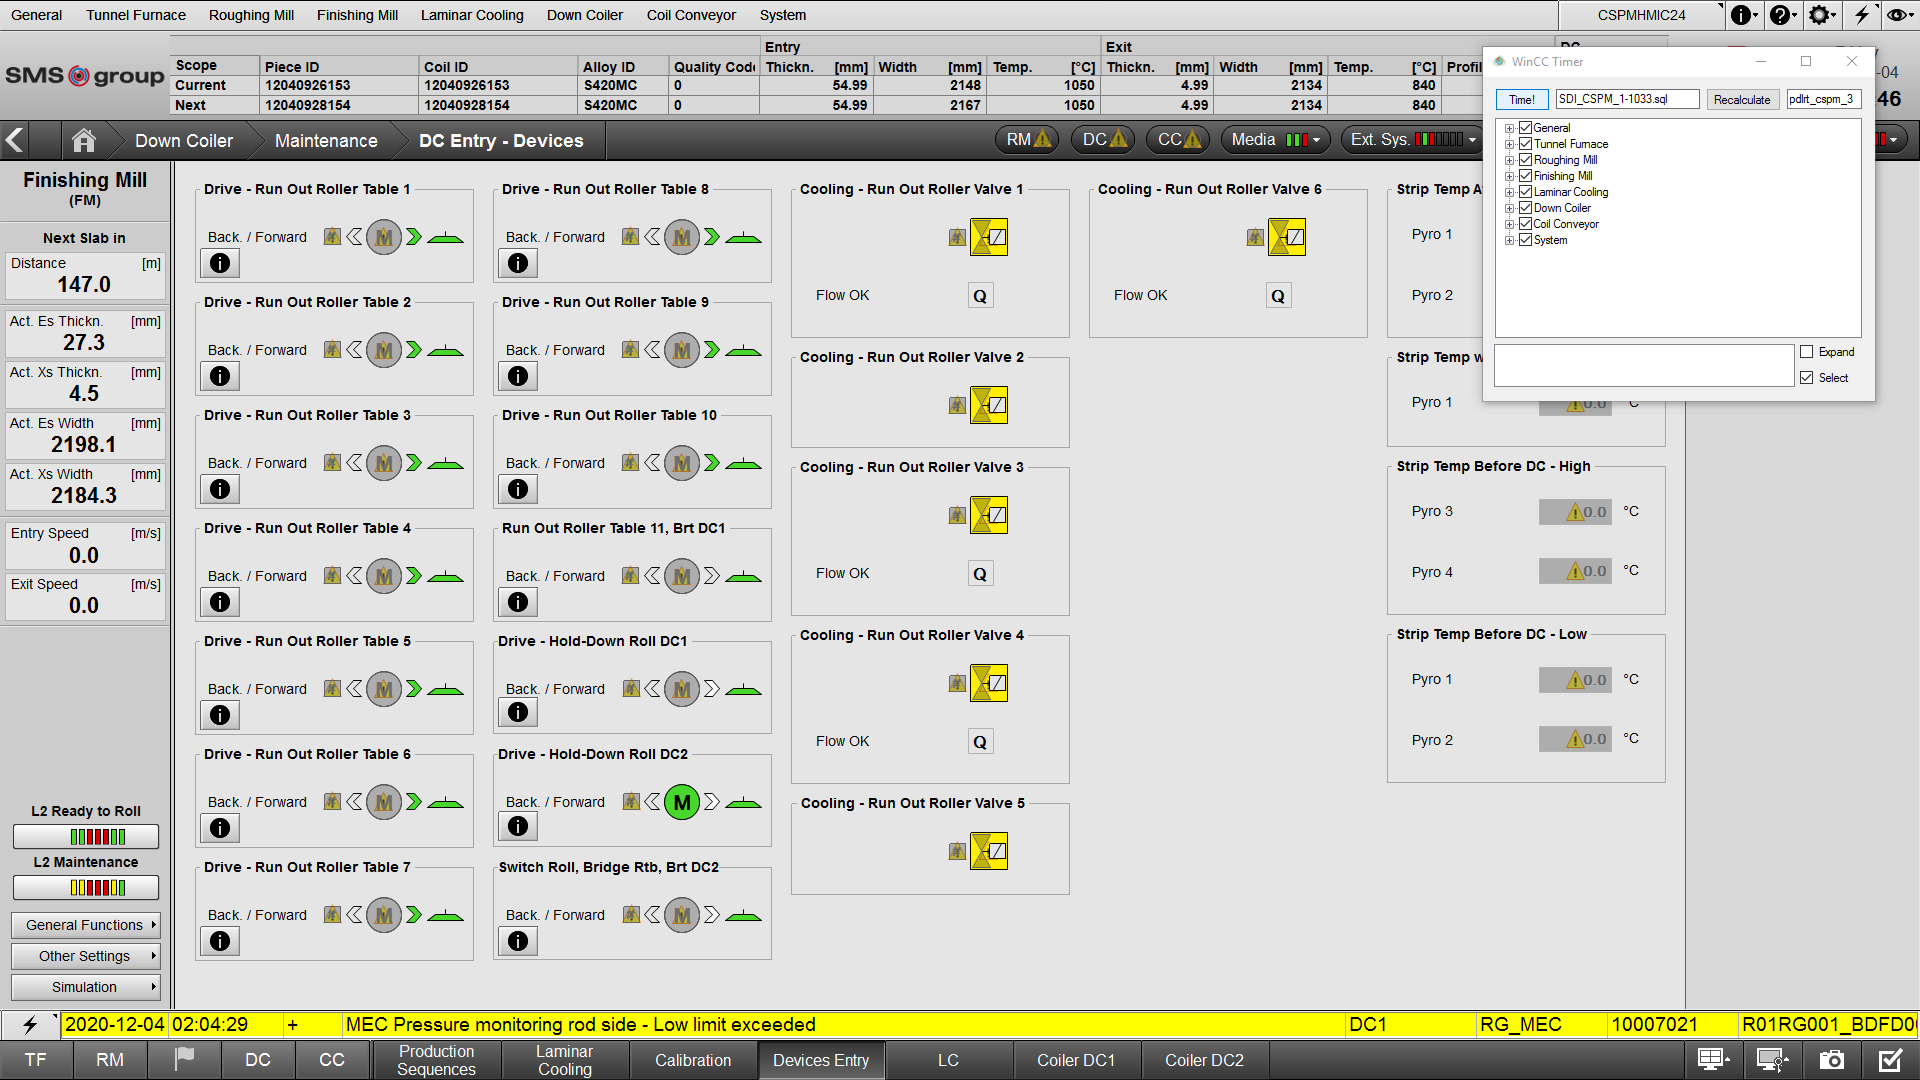 General Tunnel Furnace Roughing Mill Finishing Mill Laminar Cooling Down Coiler Coil Conveyor System CSPMHMIC24
SMS group
Entry Exit
Scope Piece ID Coil ID Alloy ID Quality Code Thickn. [mm] Width [mm] Temp. [°C] Thickn. [mm] Width [mm] Temp. [°C]
Current 12040926153 12040926153 S420MC 0 54.99 2148 1050 4.99 2134 840
Next 12040928154 12040928154 S420MC 0 54.99 2167 1050 4.99 2134 840
-04
46
Down Coiler Maintenance DC Entry - Devices RM DC CC Media Ext. Sys.
WinCC Timer
Time! SDI_CSPM_1-1033.sql Recalculate pdlrt_cspm_3
General
Tunnel Furnace
Roughing Mill
Finishing Mill
Laminar Cooling
Down Coiler
Coil Conveyor
System
Expand
Select
Finishing Mill
(FM)
Next Slab in
Distance [m]
147.0
Act. Es Thickn. [mm]
27.3
Act. Xs Thickn. [mm]
4.5
Act. Es Width [mm]
2198.1
Act. Xs Width [mm]
2184.3
Entry Speed [m/s]
0.0
Exit Speed [m/s]
0.0
L2 Ready to Roll
L2 Maintenance
General Functions
Other Settings
Simulation
Drive - Run Out Roller Table 1
Back. / Forward M
Drive - Run Out Roller Table 2
Back. / Forward M
Drive - Run Out Roller Table 3
Back. / Forward M
Drive - Run Out Roller Table 4
Back. / Forward M
Drive - Run Out Roller Table 5
Back. / Forward M
Drive - Run Out Roller Table 6
Back. / Forward M
Drive - Run Out Roller Table 7
Back. / Forward M
Drive - Run Out Roller Table 8
Back. / Forward M
Drive - Run Out Roller Table 9
Back. / Forward M
Drive - Run Out Roller Table 10
Back. / Forward M
Run Out Roller Table 11, Brt DC1
Back. / Forward M
Drive - Hold-Down Roll DC1
Back. / Forward M
Drive - Hold-Down Roll DC2
Back. / Forward M
Switch Roll, Bridge Rtb, Brt DC2
Back. / Forward M
Cooling - Run Out Roller Valve 1
Flow OK Q
Cooling - Run Out Roller Valve 2
Cooling - Run Out Roller Valve 3
Flow OK Q
Cooling - Run Out Roller Valve 4
Flow OK Q
Cooling - Run Out Roller Valve 5
Cooling - Run Out Roller Valve 6
Flow OK Q
Strip Temp
Pyro 1
Pyro 2
Strip Temp
Pyro 1 0.0 °C
Strip Temp Before DC - High
Pyro 3 0.0 °C
Pyro 4 0.0 °C
Strip Temp Before DC - Low
Pyro 1 0.0 °C
Pyro 2 0.0 °C
2020-12-04 02:04:29 + MEC Pressure monitoring rod side - Low limit exceeded DC1 RG_MEC 10007021
TF RM DC CC Production Sequences Laminar Cooling Calibration Devices Entry LC Coiler DC1 Coiler DC2